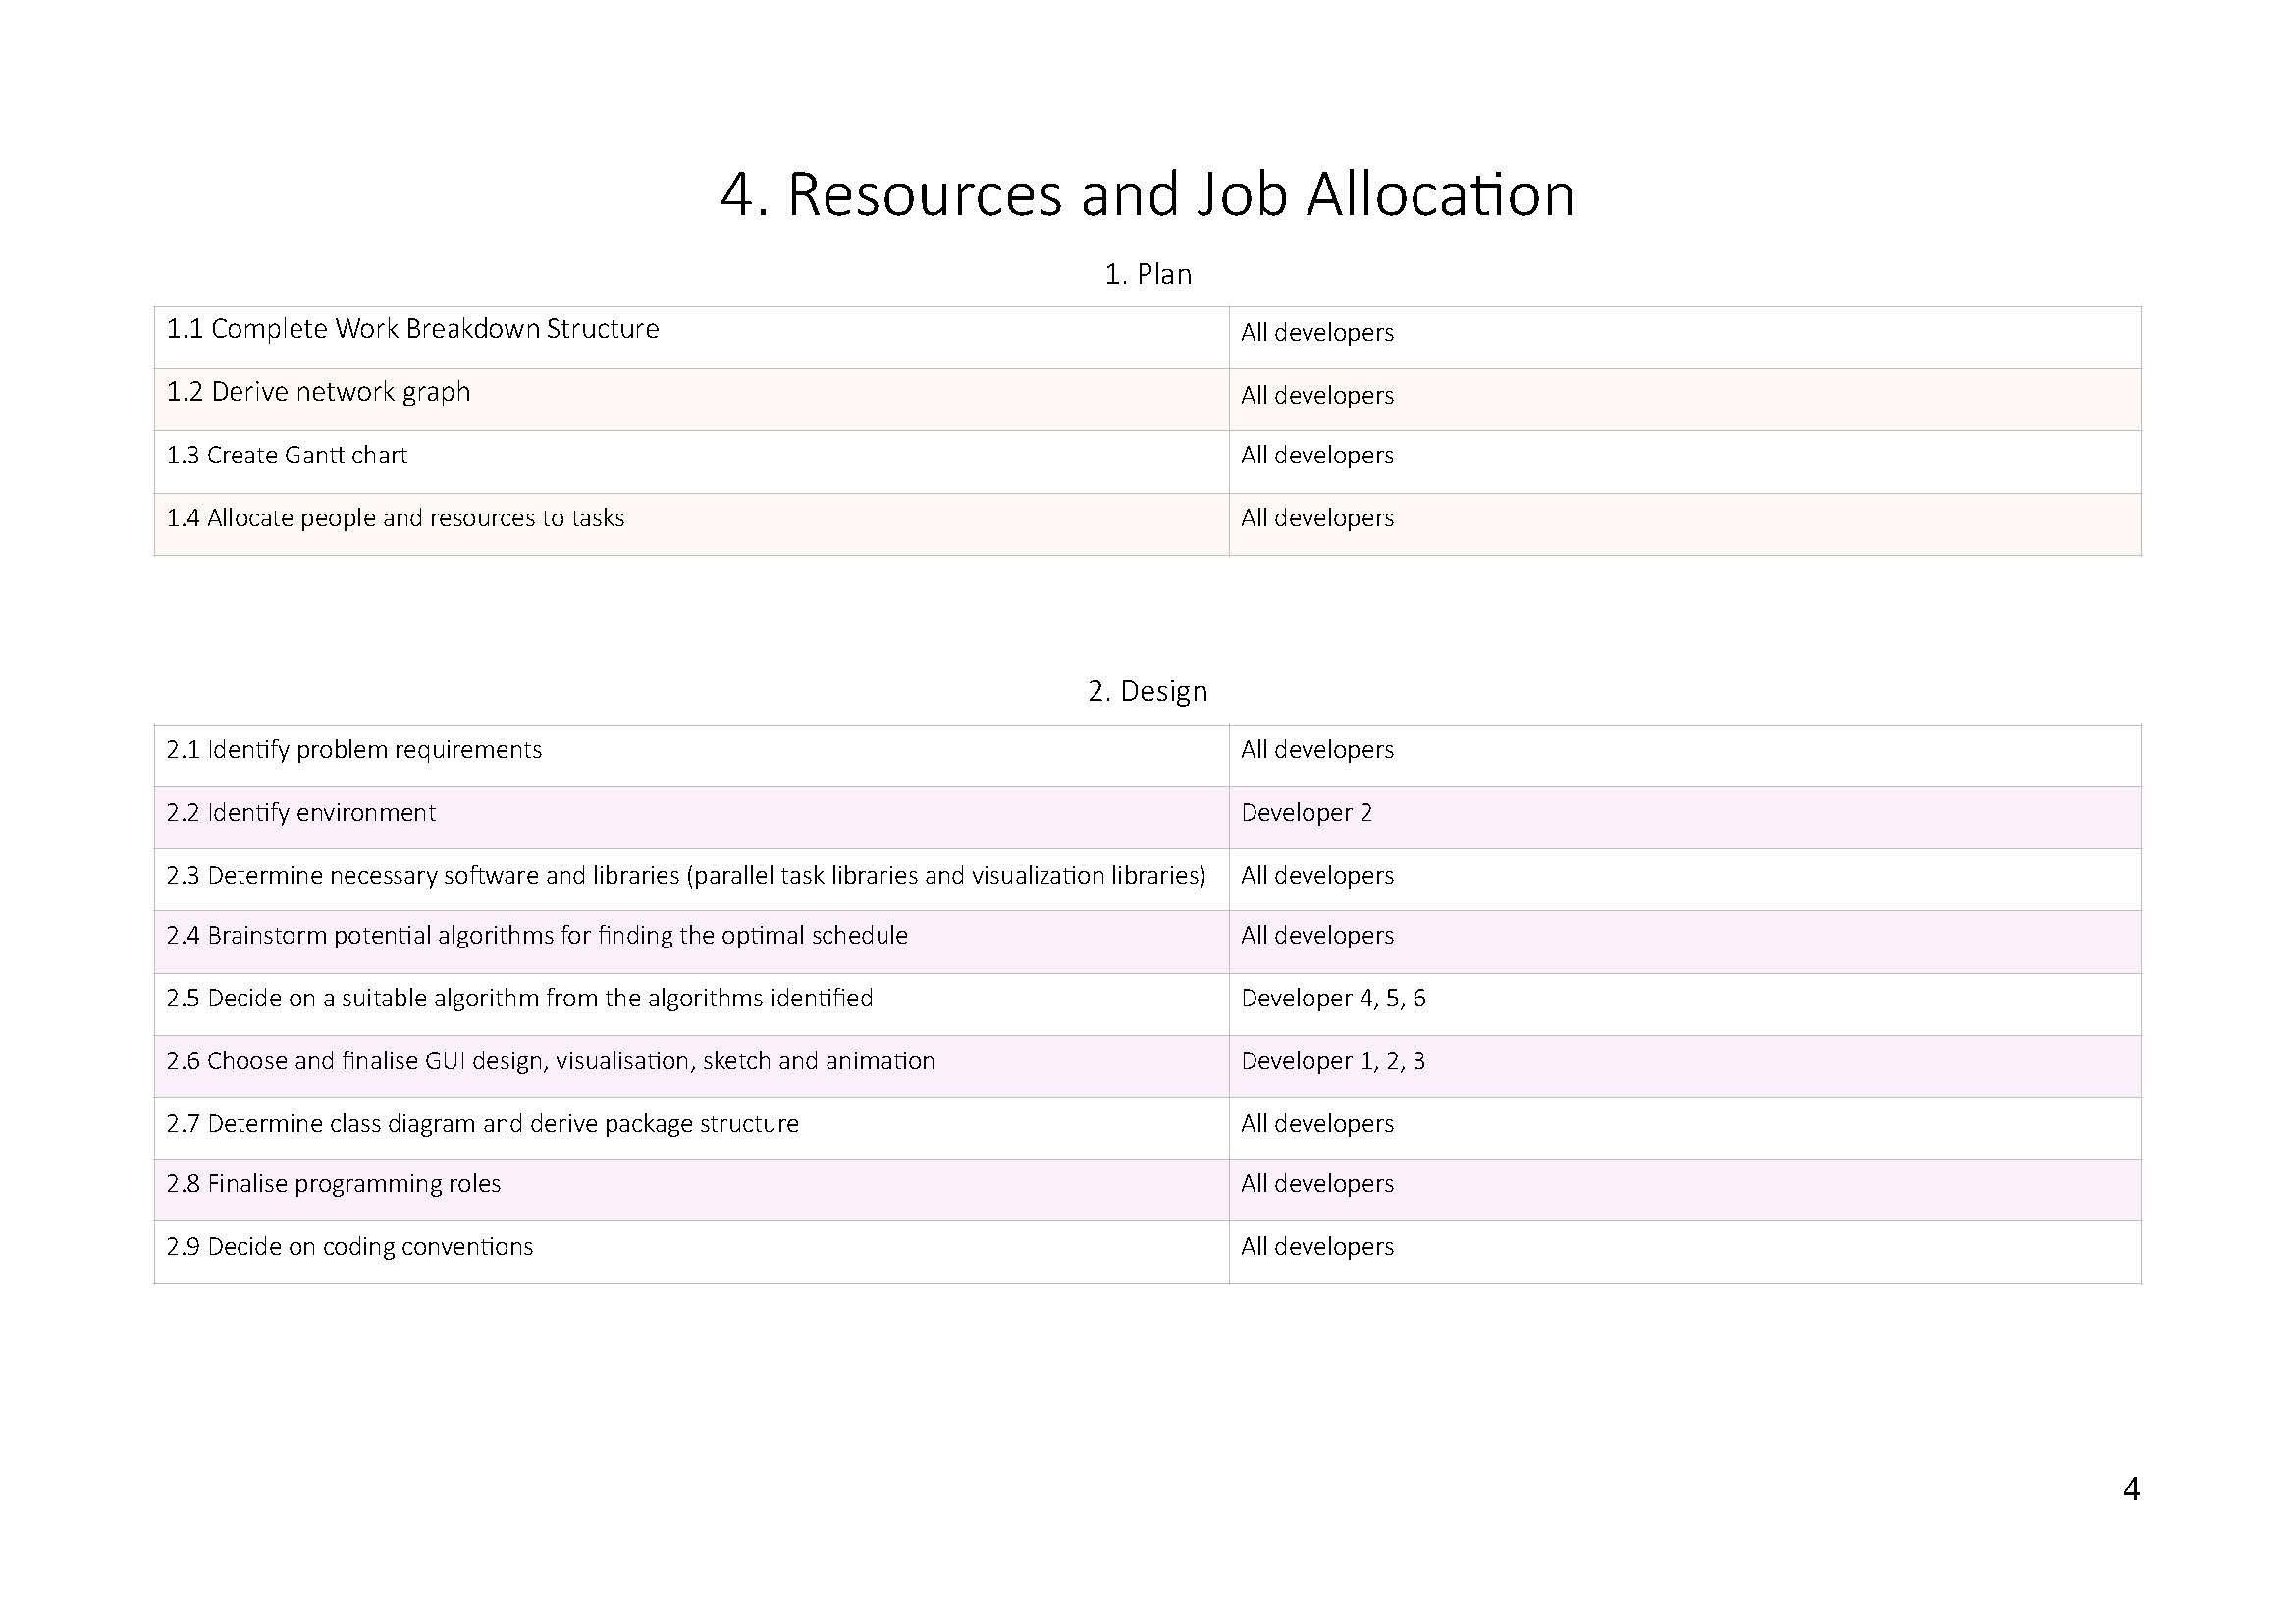 4. Resources and Job Allocation
1. Plan
1.1 Complete Work Breakdown Structure All developers
1.2 Derive network graph All developers
1.3 Create Gantt chart All developers
1.4 Allocate people and resources to tasks All developers
2. Design
2.1 Identify problem requirements All developers
2.2 Identify environment Developer 2
2.3 Determine necessary software and libraries (parallel task libraries and visualization libraries) All developers
2.4 Brainstorm potential algorithms for finding the optimal schedule All developers
2.5 Decide on a suitable algorithm from the algorithms identified Developer 4, 5, 6
2.6 Choose and finalise GUI design, visualisation, sketch and animation Developer 1, 2, 3
2.7 Determine class diagram and derive package structure All developers
2.8 Finalise programming roles All developers
2.9 Decide on coding conventions All developers
4